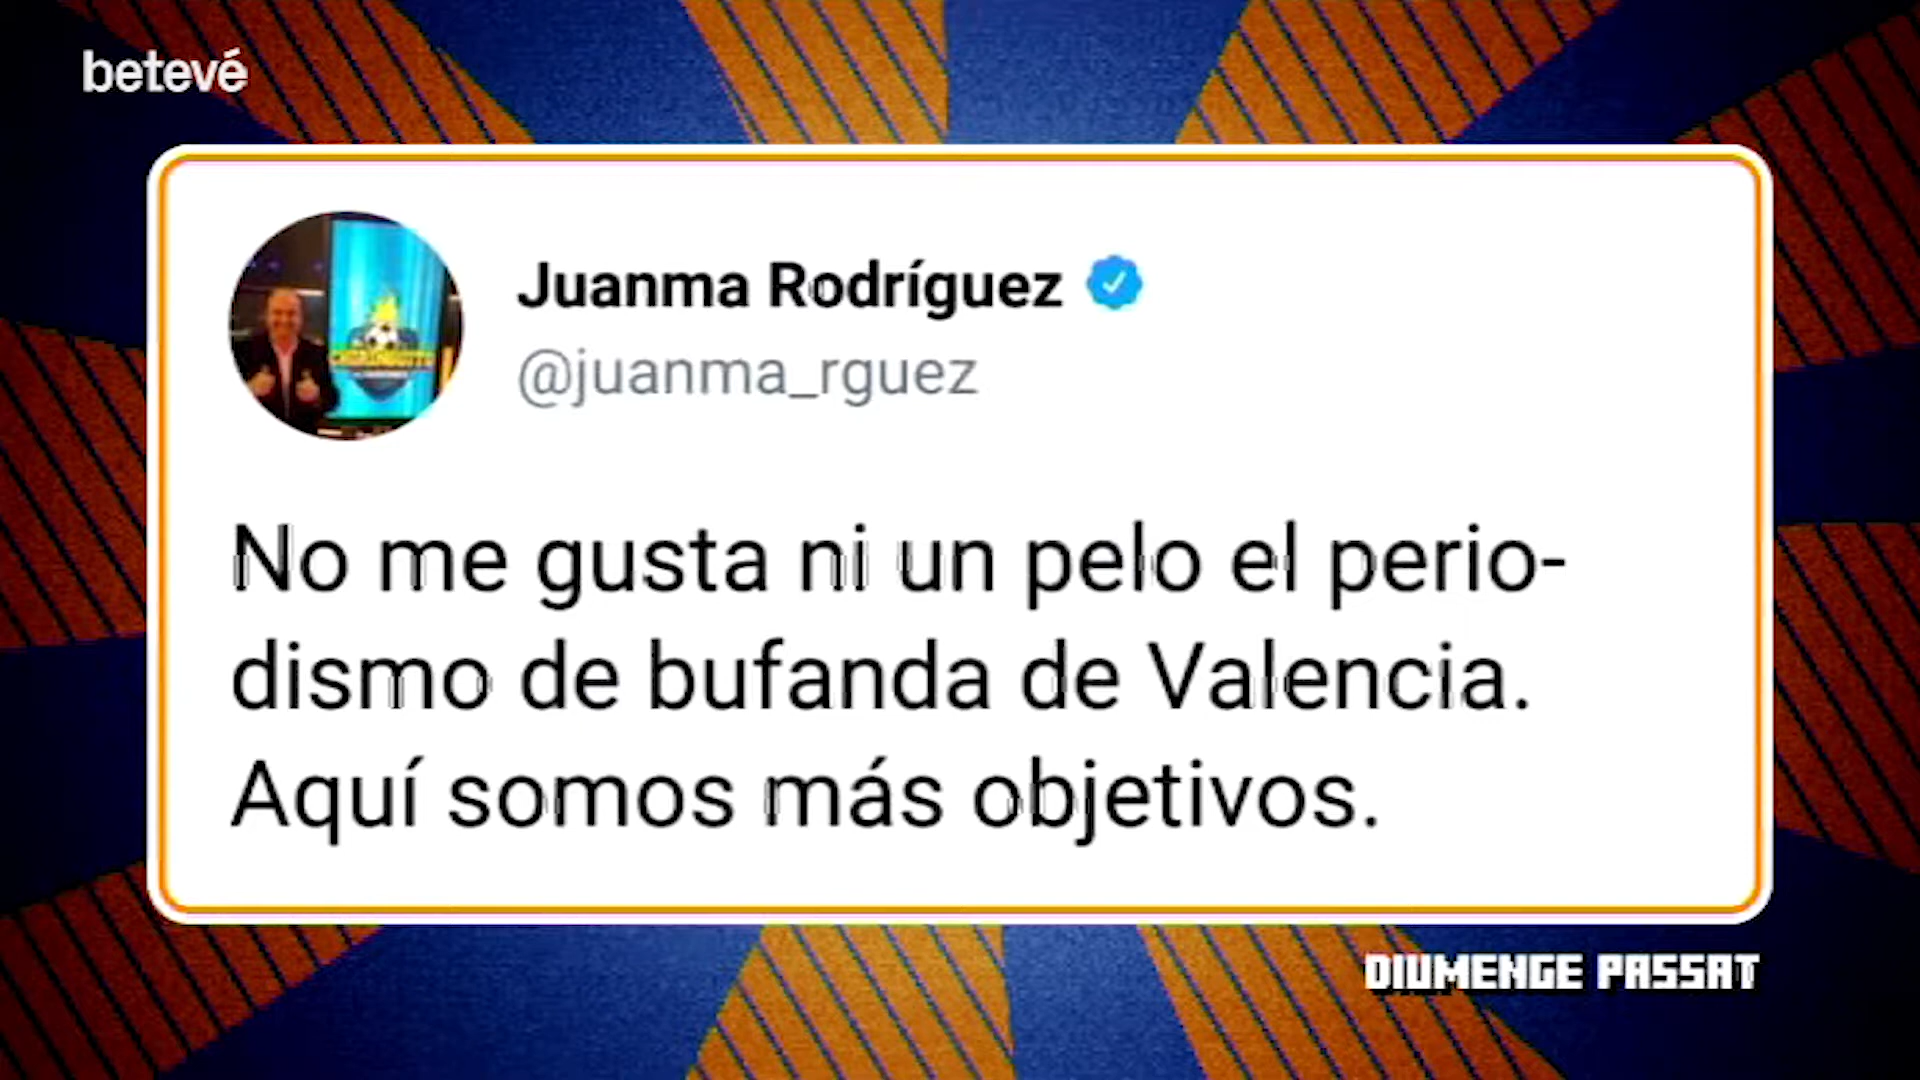 betevé
Juanma Rodríguez
@juanma_rguez
No me gusta ni un pelo el perio-
dismo de bufanda de Valencia.
Aquí somos más objetivos.
DIUMENGE PASSAT